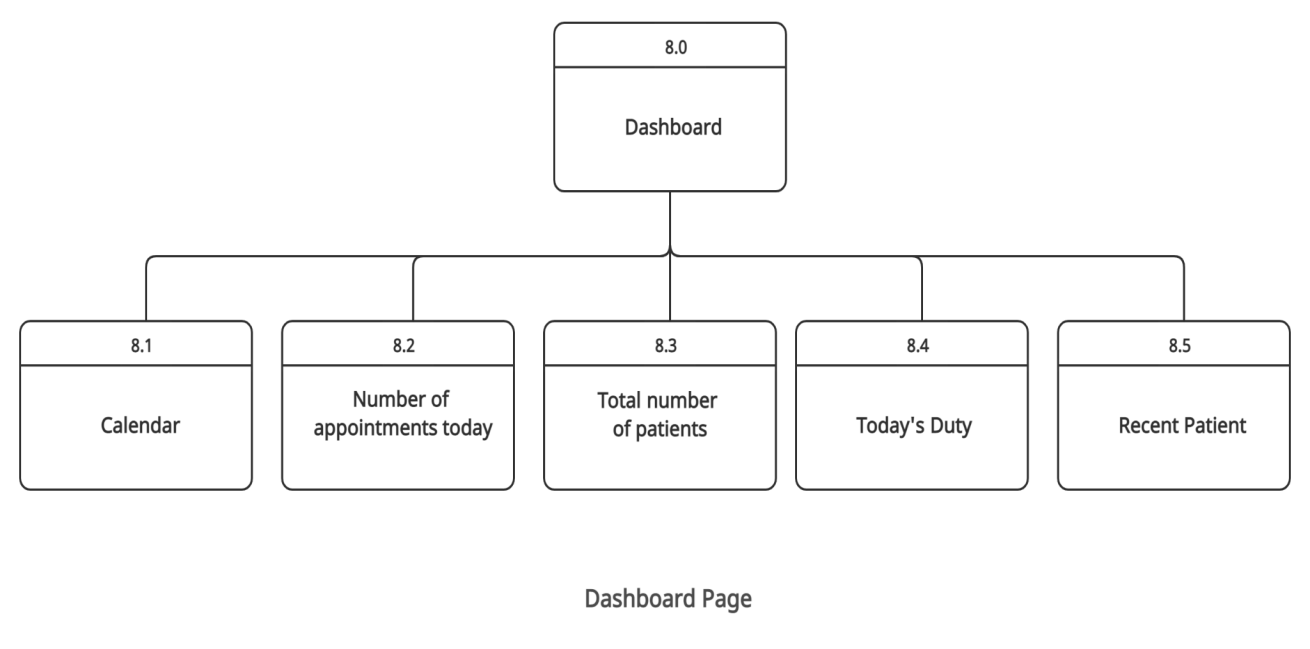 8.0
Dashboard
8.1
Calendar
8.2
Number of
appointments today
8.3
Total number
of patients
8.4
Today's Duty
8.5
Recent Patient
Dashboard Page